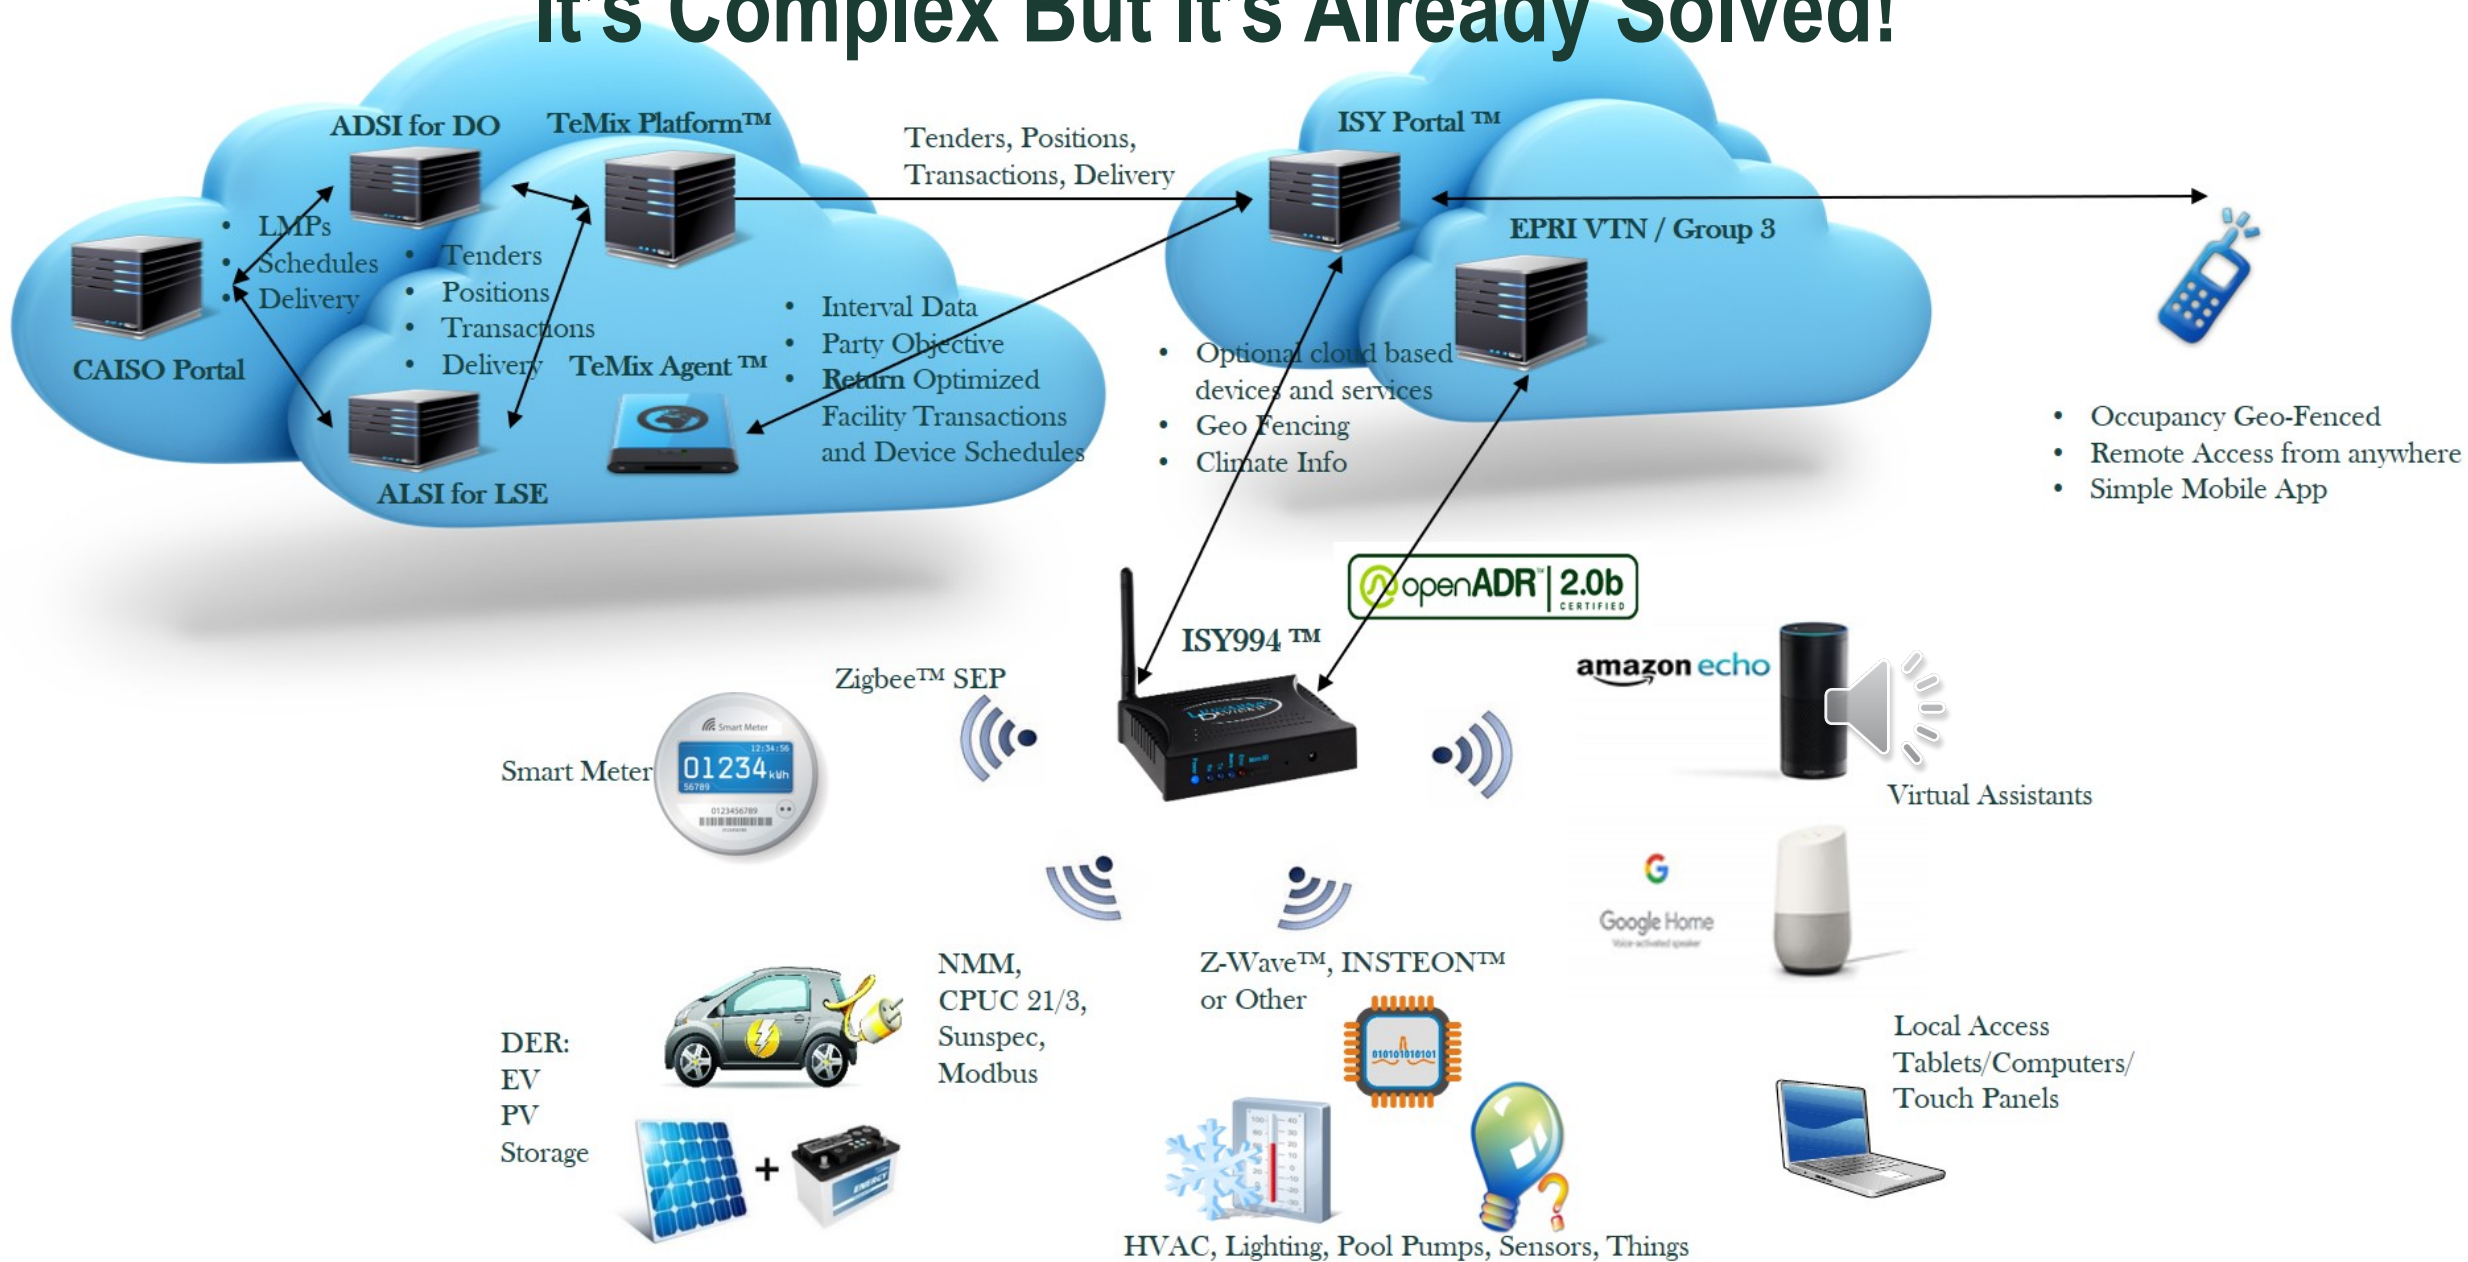 It's Complex But It's Already Solved!
ADSI for DO
TeMix Platform™
Tenders, Positions,
Transactions, Delivery
ISY Portal ™
• LMPs
• Schedules
• Delivery
• Tenders
• Positions
• Transactions
• Delivery
CAISO Portal
TeMix Agent ™
ALSI for LSE
• Interval Data
• Party Objective
• Return Optimized
Facility Transactions
and Device Schedules
EPRI VTN / Group 3
• Optional cloud based
devices and services
• Geo Fencing
• Climate Info
• Occupancy Geo-Fenced
• Remote Access from anywhere
• Simple Mobile App
openADR™ 2.0b
CERTIFIED
ISY994 ™
Zigbee™ SEP
Smart Meter
Smart Meter
12:34:56
01234 kWh
56789
0123456789
amazon echo
Virtual Assistants
G
Google Home
Voice-activated speaker
NMM,
CPUC 21/3,
Sunspec,
Modbus
Z-Wave™, INSTEON™
or Other
010101010101
DER:
EV
PV
Storage
+
ENERGY
Local Access
Tablets/Computers/
Touch Panels
HVAC, Lighting, Pool Pumps, Sensors, Things